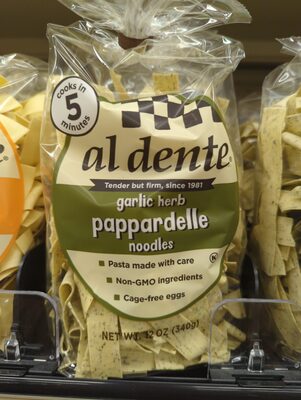 cooks in
5
minutes
al dente®
Tender but firm, since 1981
garlic herb
pappardelle
noodles
Pasta made with care
Non-GMO ingredients
Cage-free eggs
NET WT. 12 OZ (340g)